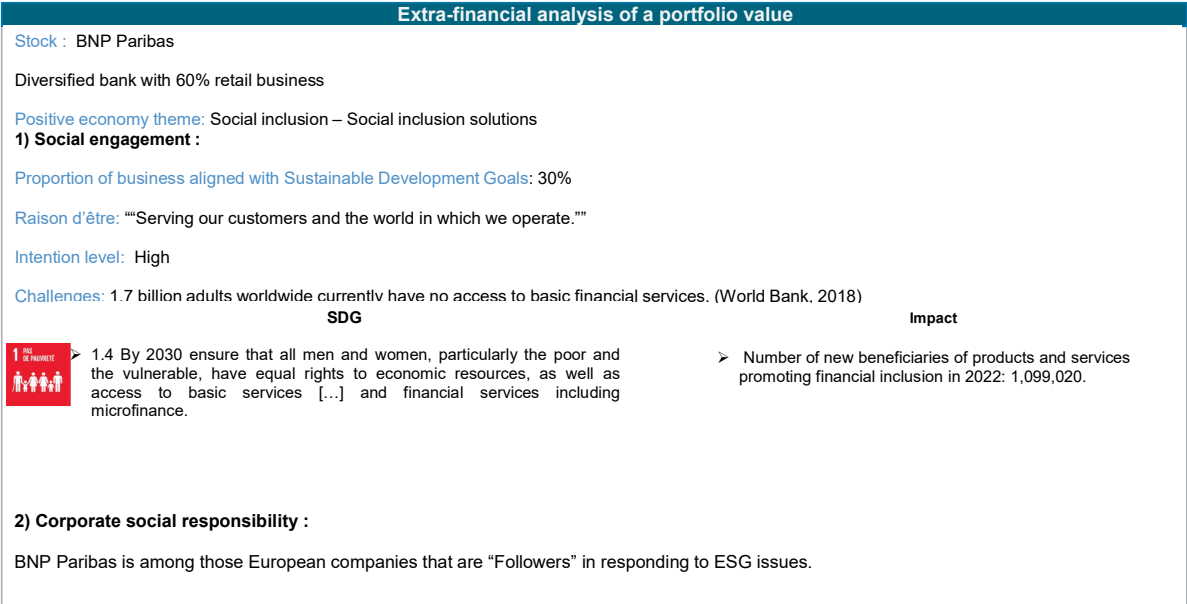 Extra-financial analysis of a portfolio value
Stock : BNP Paribas
Diversified bank with 60% retail business
Positive economy theme: Social inclusion – Social inclusion solutions
1) Social engagement :
Proportion of business aligned with Sustainable Development Goals: 30%
Raison d’être: ““Serving our customers and the world in which we operate.””
Intention level: High
Challenges: 1.7 billion adults worldwide currently have no access to basic financial services. (World Bank, 2018)
SDG
Impact
1 PAS
DE PAUVRETÉ
➢ 1.4 By 2030 ensure that all men and women, particularly the poor and
the vulnerable, have equal rights to economic resources, as well as
access to basic services […] and financial services including
microfinance.
➢ Number of new beneficiaries of products and services
promoting financial inclusion in 2022: 1,099,020.
2) Corporate social responsibility :
BNP Paribas is among those European companies that are “Followers” in responding to ESG issues.